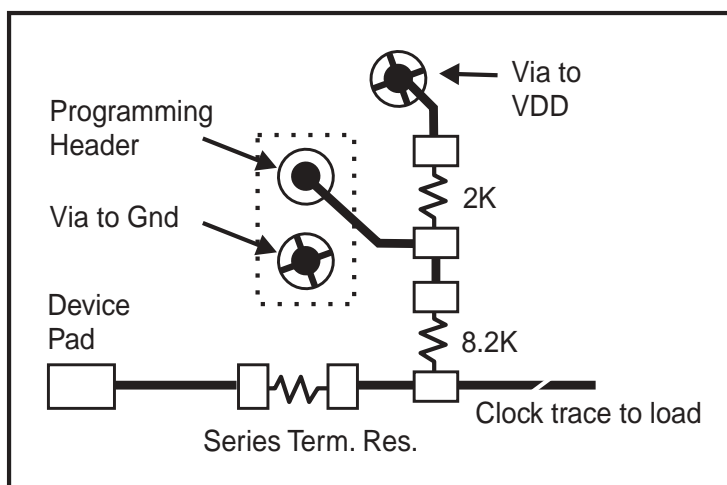 Via to
VDD
Programming
Header
2K
Via to Gnd
Device
Pad
8.2K
Clock trace to load
Series Term. Res.